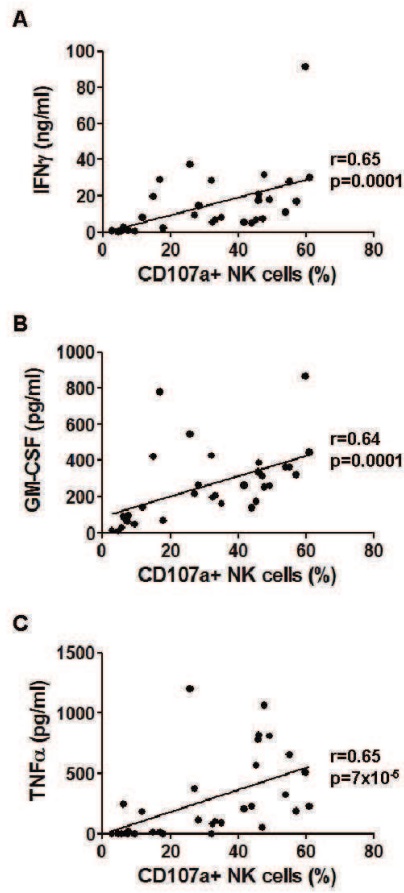 A
IFNγ (ng/ml)
100
80
60
40
20
0
r=0.65
p=0.0001
0 20 40 60 80
CD107a+ NK cells (%)
B
GM-CSF (pg/ml)
1000
800
600
400
200
0
r=0.64
p=0.0001
0 20 40 60 80
CD107a+ NK cells (%)
C
TNFα (pg/ml)
1500
1000
500
0
r=0.65
p=7x10⁻⁵
0 20 40 60 80
CD107a+ NK cells (%)